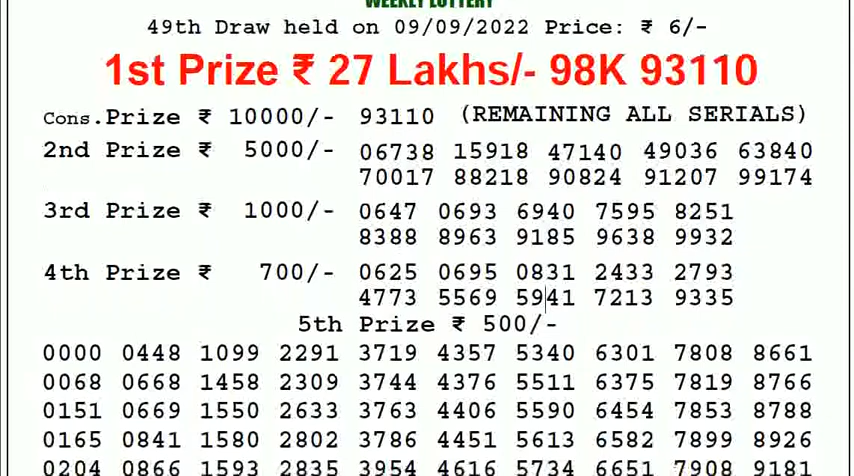 WEEKLY LOTTERY
49th Draw held on 09/09/2022 Price: ₹ 6/-
1st Prize ₹ 27 Lakhs/- 98K 93110
Cons.Prize ₹ 10000/- 93110 (REMAINING ALL SERIALS)
2nd Prize ₹ 5000/- 06738 15918 47140 49036 63840
70017 88218 90824 91207 99174
3rd Prize ₹ 1000/- 0647 0693 6940 7595 8251
8388 8963 9185 9638 9932
4th Prize ₹ 700/- 0625 0695 0831 2433 2793
4773 5569 5941 7213 9335
5th Prize ₹ 500/-
0000 0448 1099 2291 3719 4357 5340 6301 7808 8661
0068 0668 1458 2309 3744 4376 5511 6375 7819 8766
0151 0669 1550 2633 3763 4406 5590 6454 7853 8788
0165 0841 1580 2802 3786 4451 5613 6582 7899 8926
0204 0866 1593 2835 3954 4616 5734 6651 7908 9181